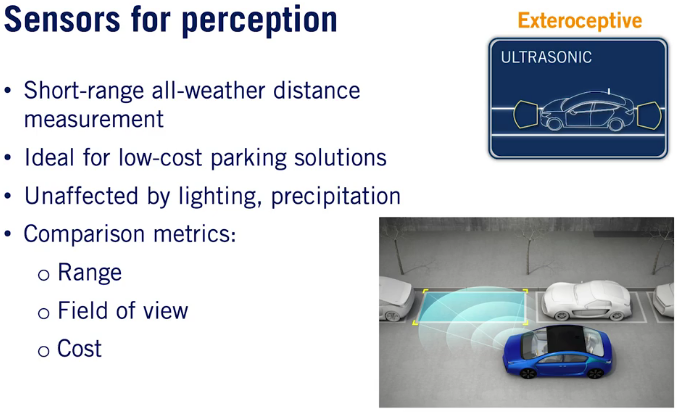 Sensors for perception
Exteroceptive
ULTRASONIC
• Short-range all-weather distance
measurement
• Ideal for low-cost parking solutions
• Unaffected by lighting, precipitation
• Comparison metrics:
o Range
o Field of view
o Cost